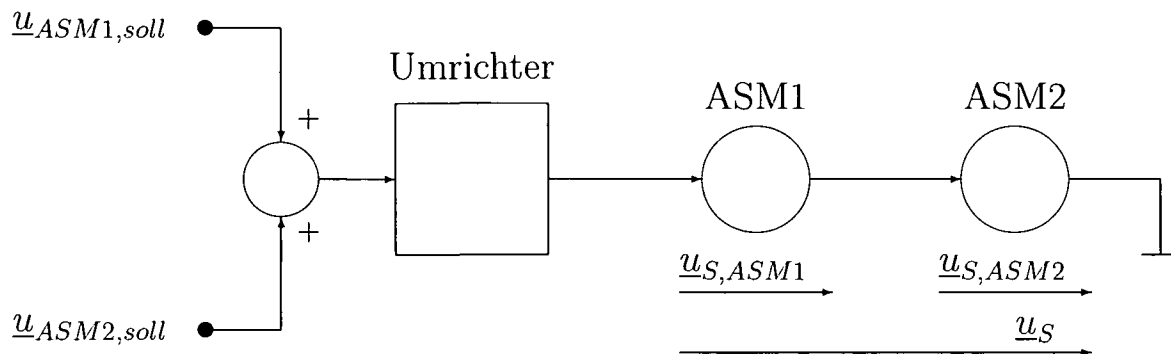 u_ASM1,soll
Umrichter
ASM1
ASM2
+
+
u_S,ASM1
u_S,ASM2
u_ASM2,soll
u_S